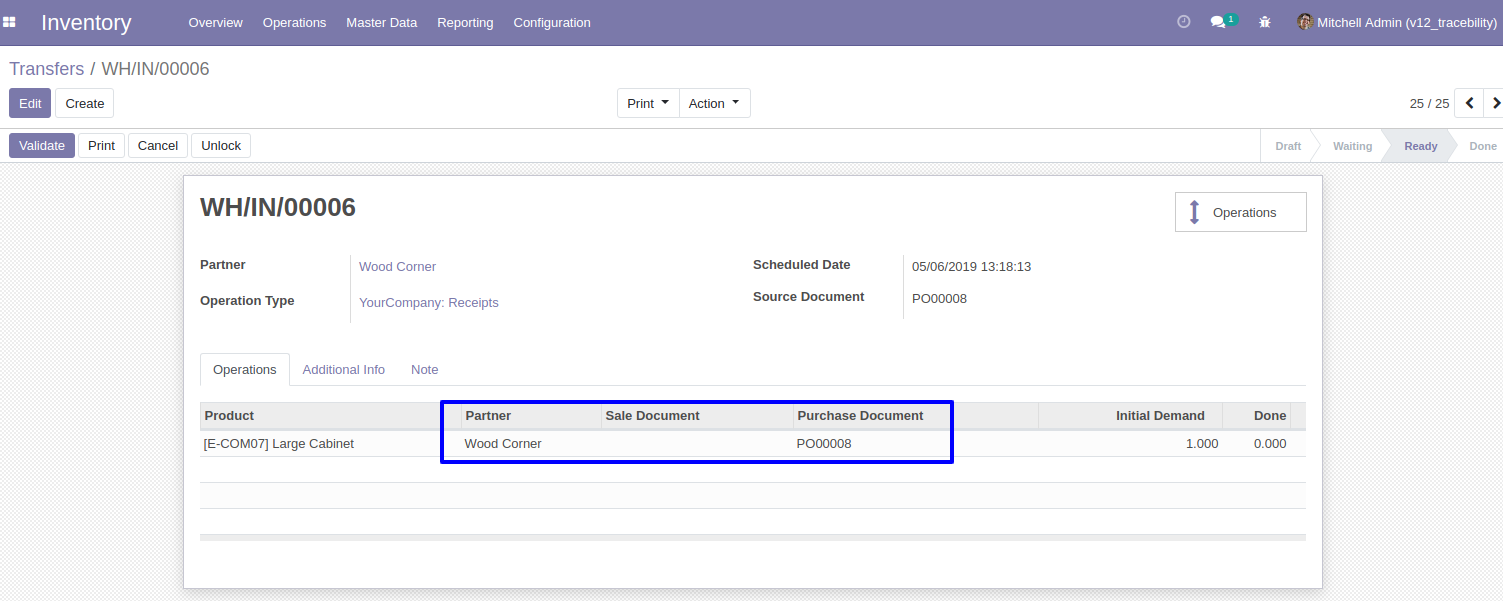 Inventory Overview Operations Master Data Reporting Configuration 1 Mitchell Admin (v12_tracebility)
Transfers / WH/IN/00006
Edit Create Print Action 25 / 25
Validate Print Cancel Unlock Draft Waiting Ready Done
WH/IN/00006
Operations
Partner Wood Corner Scheduled Date 05/06/2019 13:18:13
Operation Type YourCompany: Receipts Source Document PO00008
Operations Additional Info Note
Product Partner Sale Document Purchase Document Initial Demand Done
[E-COM07] Large Cabinet Wood Corner PO00008 1.000 0.000